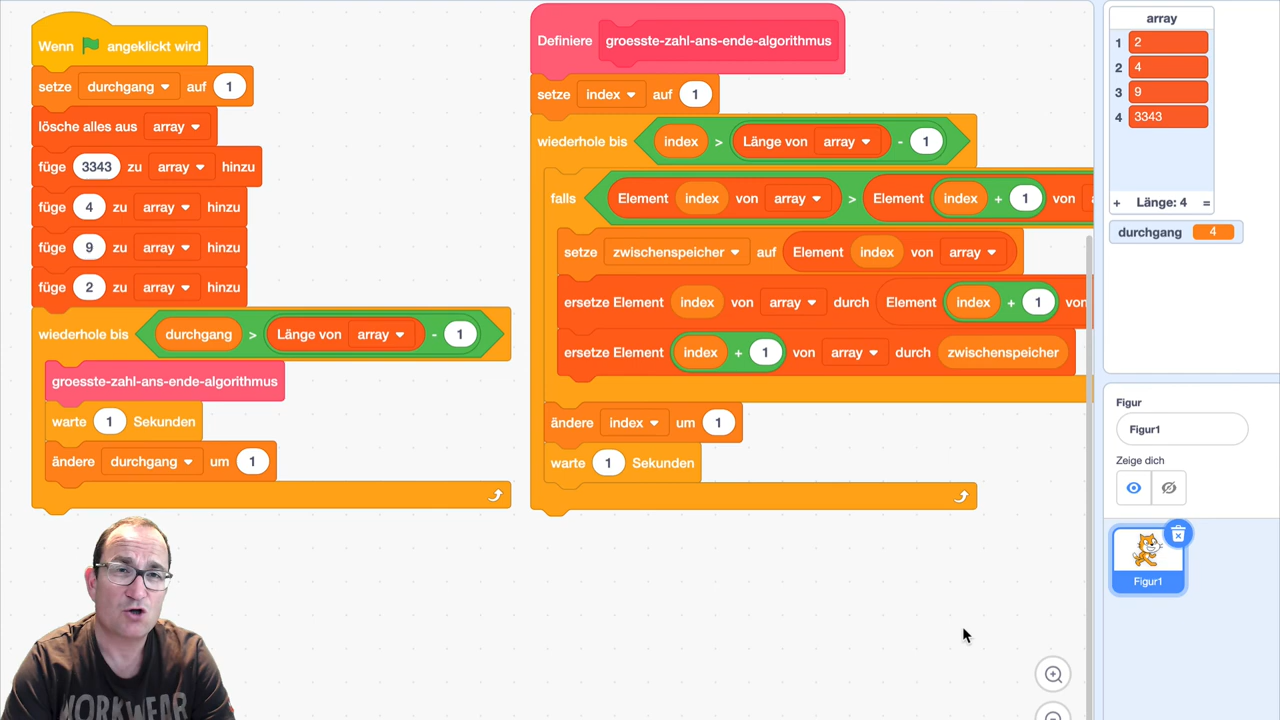 Wenn angeklickt wird
setze durchgang auf 1
lösche alles aus array
füge 3343 zu array hinzu
füge 4 zu array hinzu
füge 9 zu array hinzu
füge 2 zu array hinzu
wiederhole bis durchgang > Länge von array - 1
groesste-zahl-ans-ende-algorithmus
warte 1 Sekunden
ändere durchgang um 1
Definiere groesste-zahl-ans-ende-algorithmus
setze index auf 1
wiederhole bis index > Länge von array - 1
falls Element index von array > Element index + 1 von
setze zwischenspeicher auf Element index von array
ersetze Element index von array durch Element index + 1 von
ersetze Element index + 1 von array durch zwischenspeicher
ändere index um 1
warte 1 Sekunden
array
1 2
2 4
3 9
4 3343
+ Länge: 4 =
durchgang 4
Figur
Figur1
Zeige dich
Figur1
WORKWEAR